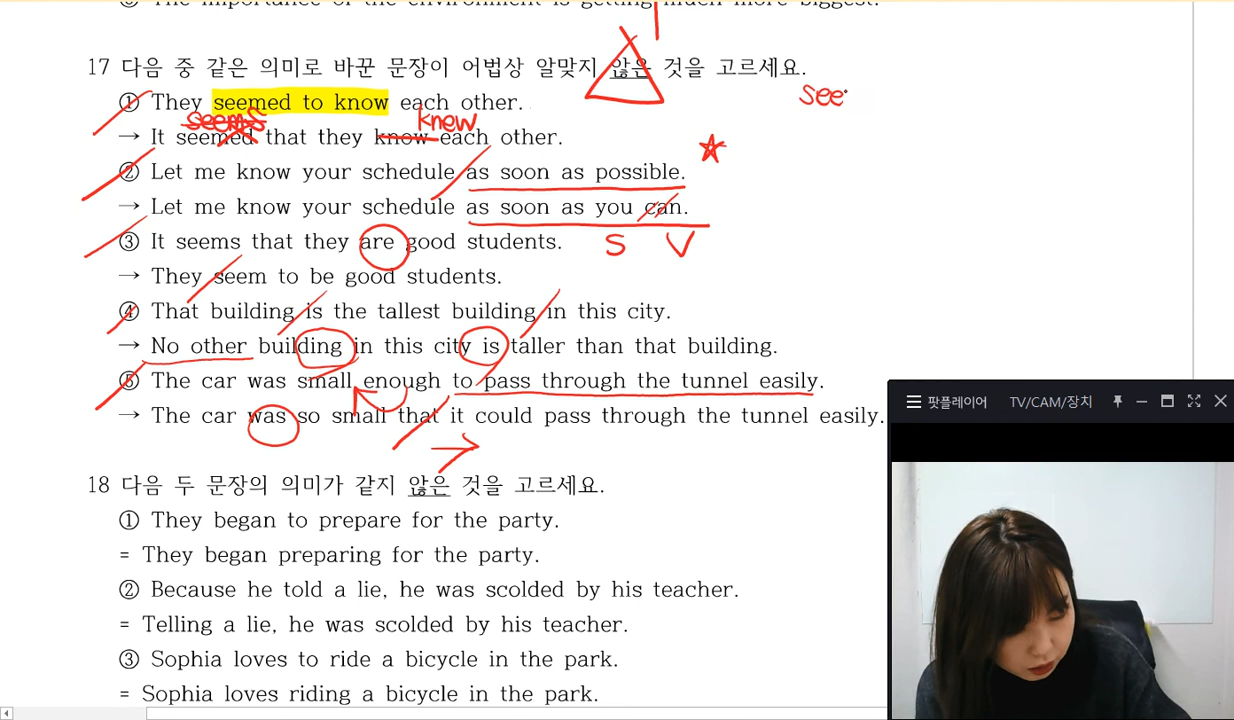 17 다음 중 같은 의미로 바꾼 문장이 어법상 알맞지 않은 것을 고르세요.
see
① They seemed to know each other.
seems knew
→ It seemed that they know each other.
② Let me know your schedule as soon as possible.
→ Let me know your schedule as soon as you can.
S V
③ It seems that they are good students.
→ They seem to be good students.
④ That building is the tallest building in this city.
→ No other building in this city is taller than that building.
⑤ The car was small enough to pass through the tunnel easily.
→ The car was so small that it could pass through the tunnel easily.
18 다음 두 문장의 의미가 같지 않은 것을 고르세요.
① They began to prepare for the party.
= They began preparing for the party.
② Because he told a lie, he was scolded by his teacher.
= Telling a lie, he was scolded by his teacher.
③ Sophia loves to ride a bicycle in the park.
= Sophia loves riding a bicycle in the park.
팟플레이어 TV/CAM/장치